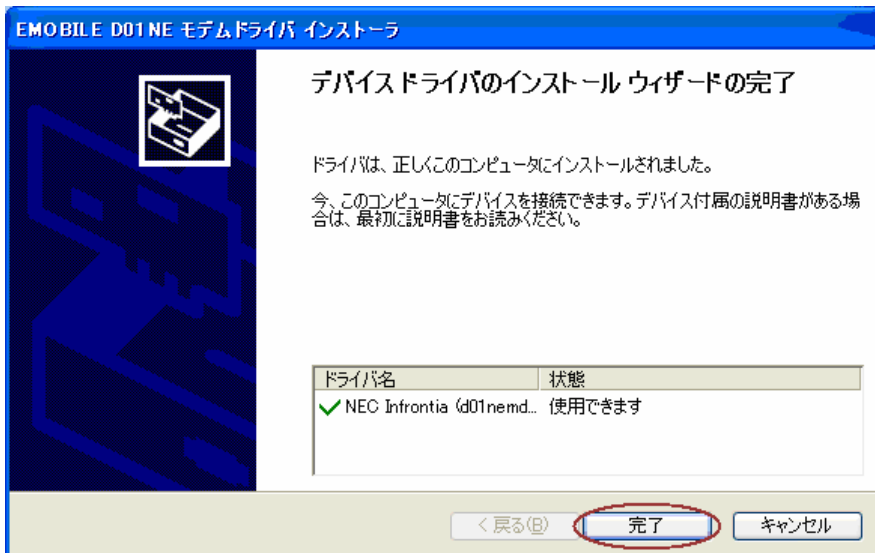 EMOBILE D01NE モデムドライバ インストーラ
デバイス ドライバのインストール ウィザードの完了
ドライバは、正しくこのコンピュータにインストールされました。
今、このコンピュータにデバイスを接続できます。デバイス付属の説明書がある場
合は、最初に説明書をお読みください。
ドライバ名 状態
NEC Infrontia (d01nemd... 使用できます
< 戻る(B) 完了 キャンセル